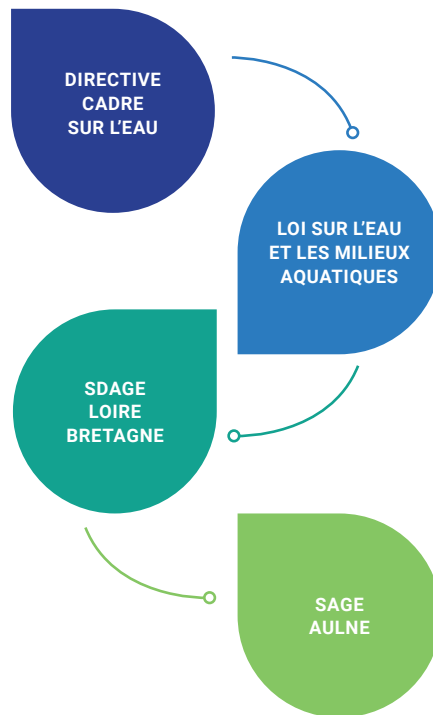 DIRECTIVE
CADRE
SUR L'EAU
LOI SUR L'EAU
ET LES MILIEUX
AQUATIQUES
SDAGE
LOIRE
BRETAGNE
SAGE
AULNE